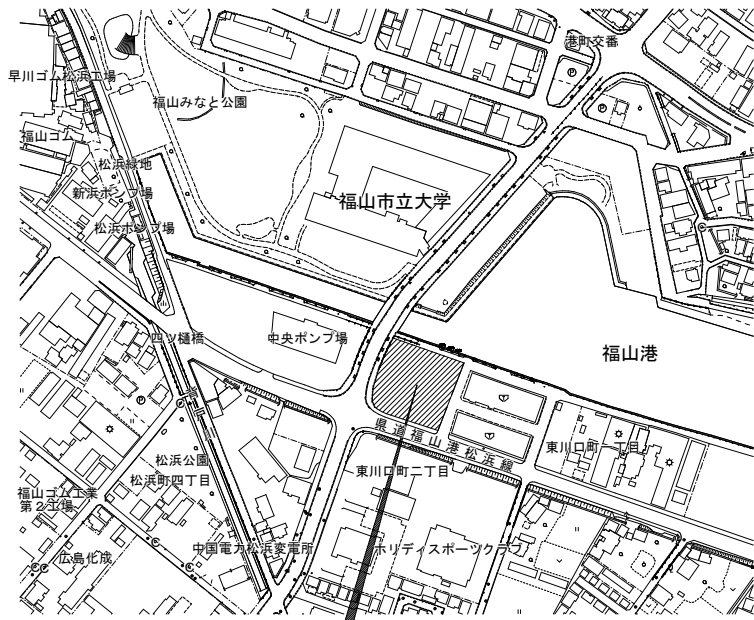 港町交番
早川ゴム松浜工場
福山みなと公園
福山ゴム
松浜緑地
新浜ポンプ場
福山市立大学
松浜ポンプ場
四ツ樋橋
中央ポンプ場
福山港
県道福山港松浜線
東川口町一丁目
松浜公園
松浜町四丁目
東川口町二丁目
福山ゴム工業
第2工場
中国電力松浜変電所
ホリディスポーツクラブ
広島化成